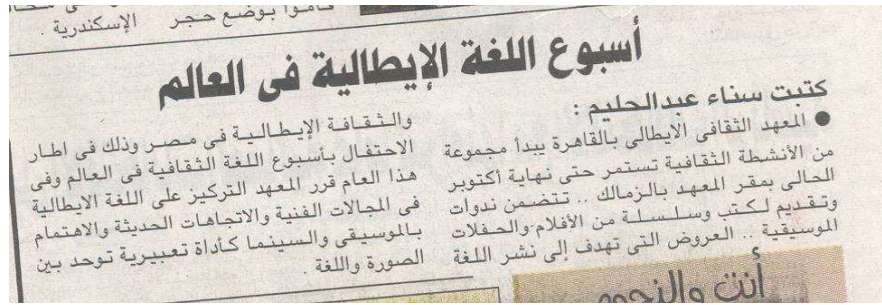 قاموا بوضع حجر
الإسكندرية .
أسبوع اللغة الإيطالية فى العالم
كتبت سناء عبدالحليم :
● المعهد الثقافى الايطالى بالقاهرة يبدأ مجموعة
من الأنشطة الثقافية تستمر حتى نهاية أكتوبر
الحالى بمقر المعهد بالزمالك .. تتضمن ندوات
وتقديم لكتب وسلسلة من الأفلام والحفلات
الموسيقية .. العروض التى تهدف إلى نشر اللغة
والثقافة الإيطالية فى مصر وذلك فى اطار
الاحتفال بأسبوع اللغة الثقافية فى العالم وفى
هذا العام قرر المعهد التركيز على اللغة الايطالية
فى المجالات الفنية والاتجاهات الحديثة والاهتمام
بالموسيقى والسينما كأداة تعبيرية توحد بين
الصورة واللغة .
أنت والنجوم